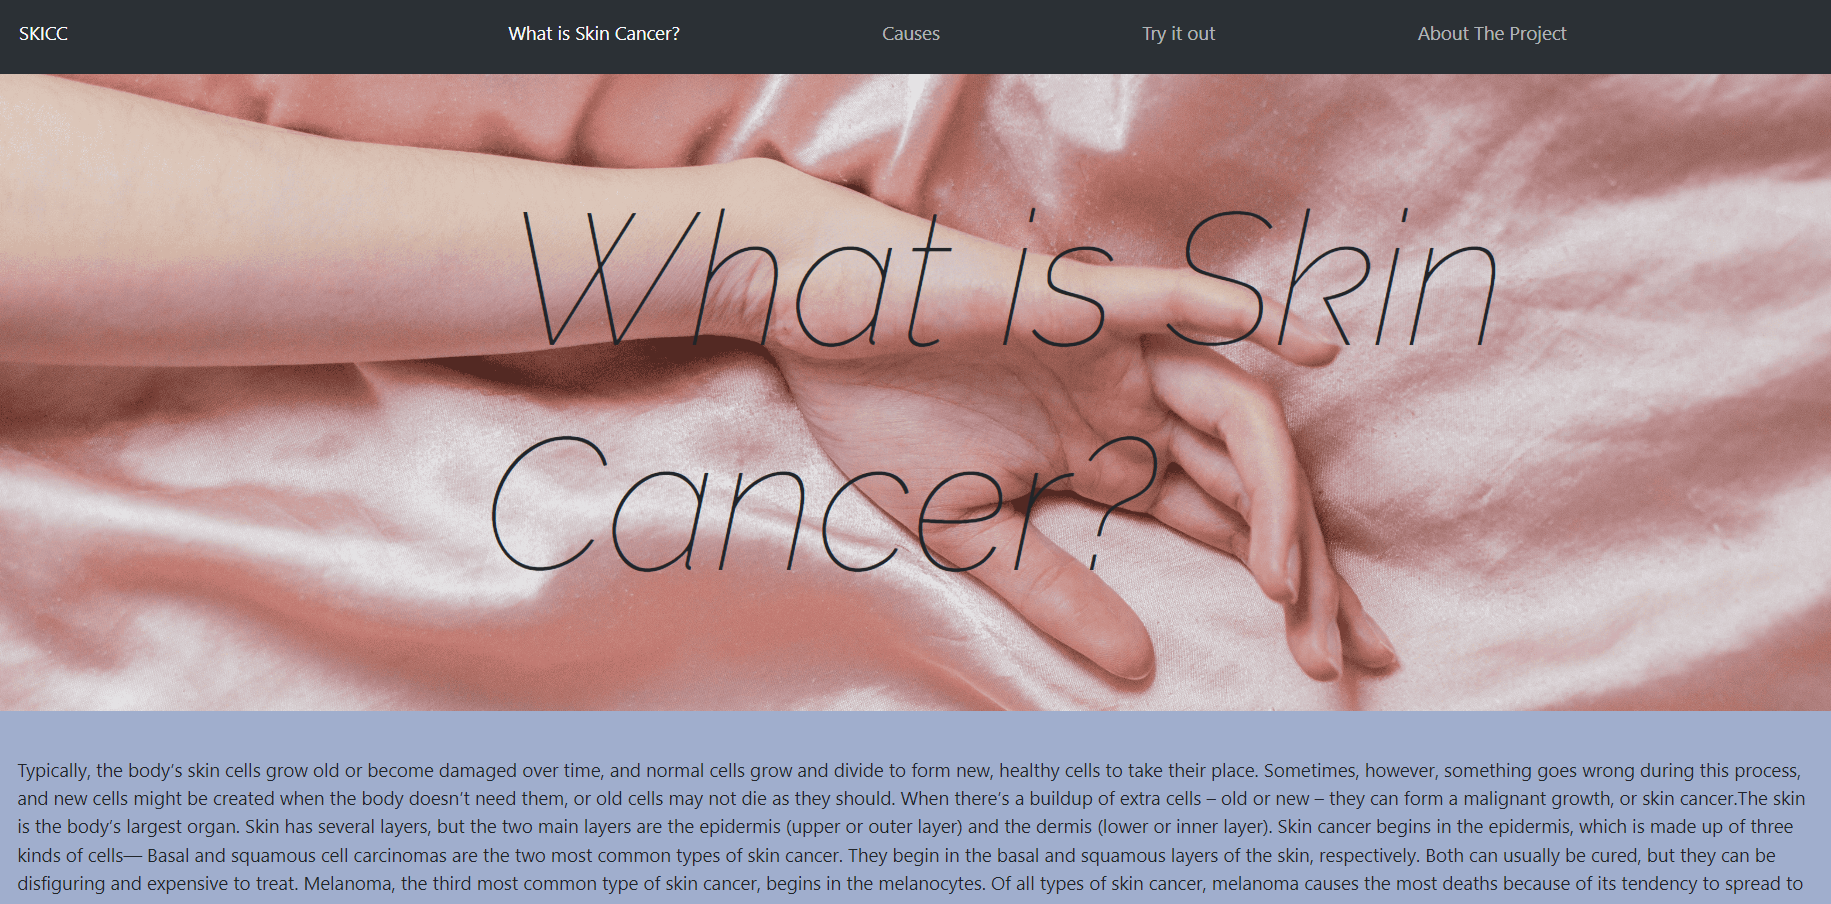 SKICC What is Skin Cancer? Causes Try it out About The Project
What is Skin
Cancer?
Typically, the body’s skin cells grow old or become damaged over time, and normal cells grow and divide to form new, healthy cells to take their place. Sometimes, however, something goes wrong during this process,
and new cells might be created when the body doesn’t need them, or old cells may not die as they should. When there’s a buildup of extra cells – old or new – they can form a malignant growth, or skin cancer.The skin
is the body’s largest organ. Skin has several layers, but the two main layers are the epidermis (upper or outer layer) and the dermis (lower or inner layer). Skin cancer begins in the epidermis, which is made up of three
kinds of cells— Basal and squamous cell carcinomas are the two most common types of skin cancer. They begin in the basal and squamous layers of the skin, respectively. Both can usually be cured, but they can be
disfiguring and expensive to treat. Melanoma, the third most common type of skin cancer, begins in the melanocytes. Of all types of skin cancer, melanoma causes the most deaths because of its tendency to spread to